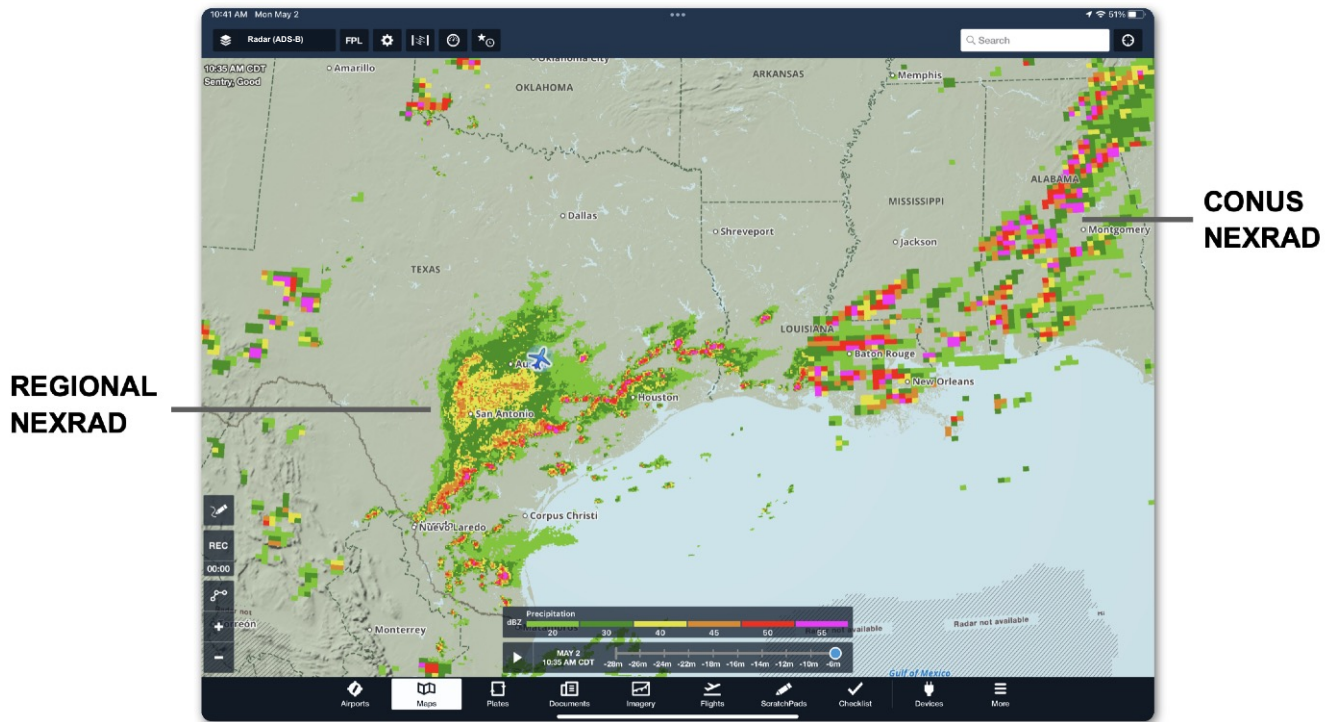 10:41 AM Mon May 2
51%
Radar (ADS-B)
FPL
Search
10:35 AM CDT
Sentry, Good
Amarillo
Oklahoma City
OKLAHOMA
ARKANSAS
Memphis
ALABAMA
CONUS
NEXRAD
MISSISSIPPI
Dallas
Shreveport
Montgomery
Jackson
TEXAS
LOUISIANA
Baton Rouge
Au
New Orleans
REGIONAL
NEXRAD
Houston
San Antonio
Corpus Christi
Nuevo Laredo
REC
00:00
Monterrey
Precipitation
dBZ
20 30 40 45 50 55
Radar not available
Radar not available
MAY 2
10:35 AM CDT
-28m -26m -24m -22m -18m -16m -14m -12m -10m -6m
Gulf of Mexico
Airports
Maps
Plates
Documents
Imagery
Flights
ScratchPads
Checklist
Devices
More